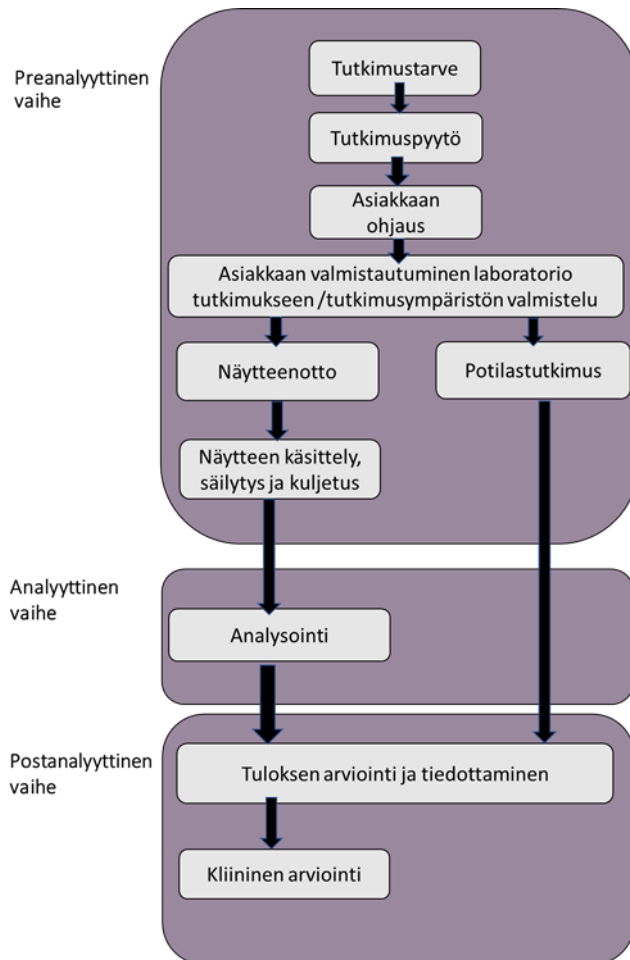 Preanalyyttinen
vaihe
Tutkimustarve
Tutkimuspyytö
Asiakkaan
ohjaus
Asiakkaan valmistautuminen laboratorio
tutkimukseen /tutkimusympäristön valmistelu
Näytteenotto
Potilastutkimus
Näytteen käsittely,
säilytys ja kuljetus
Analyyttinen
vaihe
Analysointi
Postanalyyttinen
vaihe
Tuloksen arviointi ja tiedottaminen
Kliininen arviointi